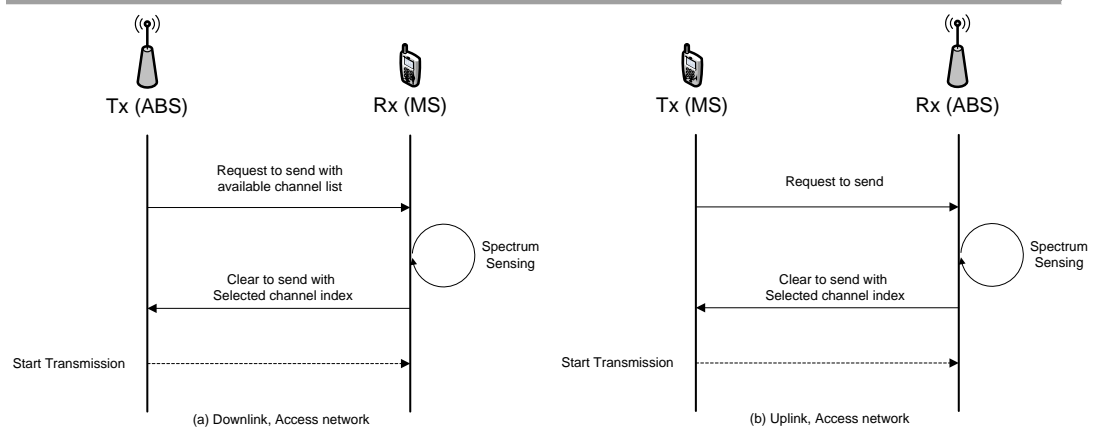 Tx (ABS)
Rx (MS)
Request to send with
available channel list
Spectrum
Sensing
Clear to send with
Selected channel index
Start Transmission
(a) Downlink, Access network
Tx (MS)
Rx (ABS)
Request to send
Spectrum
Sensing
Clear to send with
Selected channel index
Start Transmission
(b) Uplink, Access network